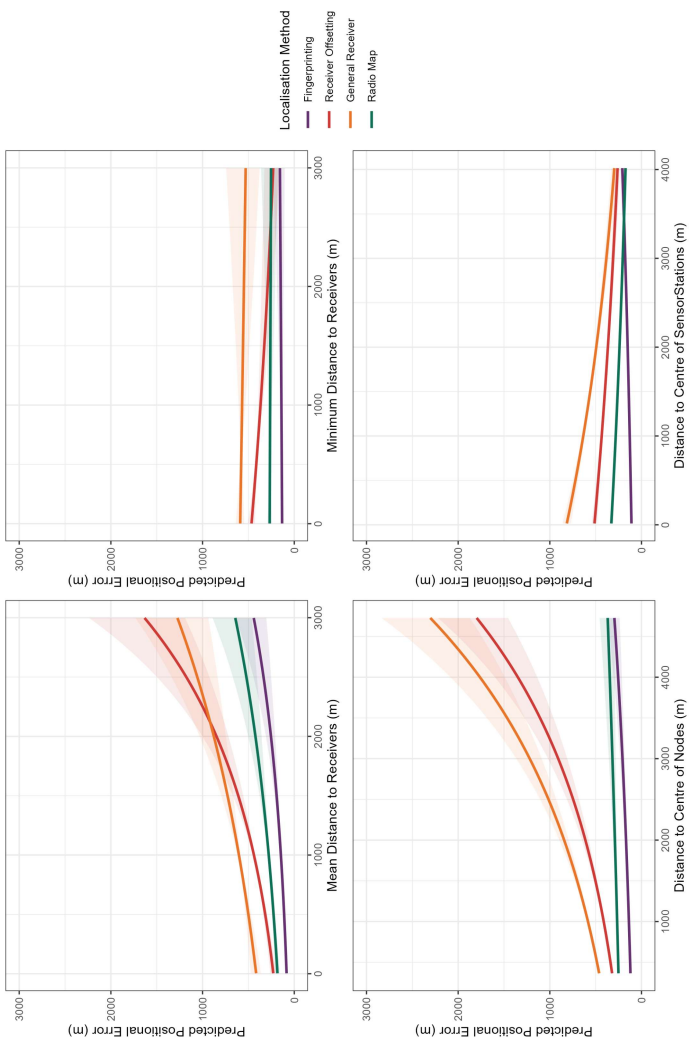 3000
2000
1000
0
Predicted Positional Error (m)
0
1000
2000
3000
Mean Distance to Receivers (m)
3000
2000
1000
0
Predicted Positional Error (m)
0
1000
2000
3000
Minimum Distance to Receivers (m)
3000
2000
1000
0
Predicted Positional Error (m)
1000
2000
3000
4000
Distance to Centre of Nodes (m)
3000
2000
1000
0
Predicted Positional Error (m)
0
1000
2000
3000
4000
Distance to Centre of SensorStations (m)
Localisation Method
Fingerprinting
Receiver Offsetting
General Receiver
Radio Map